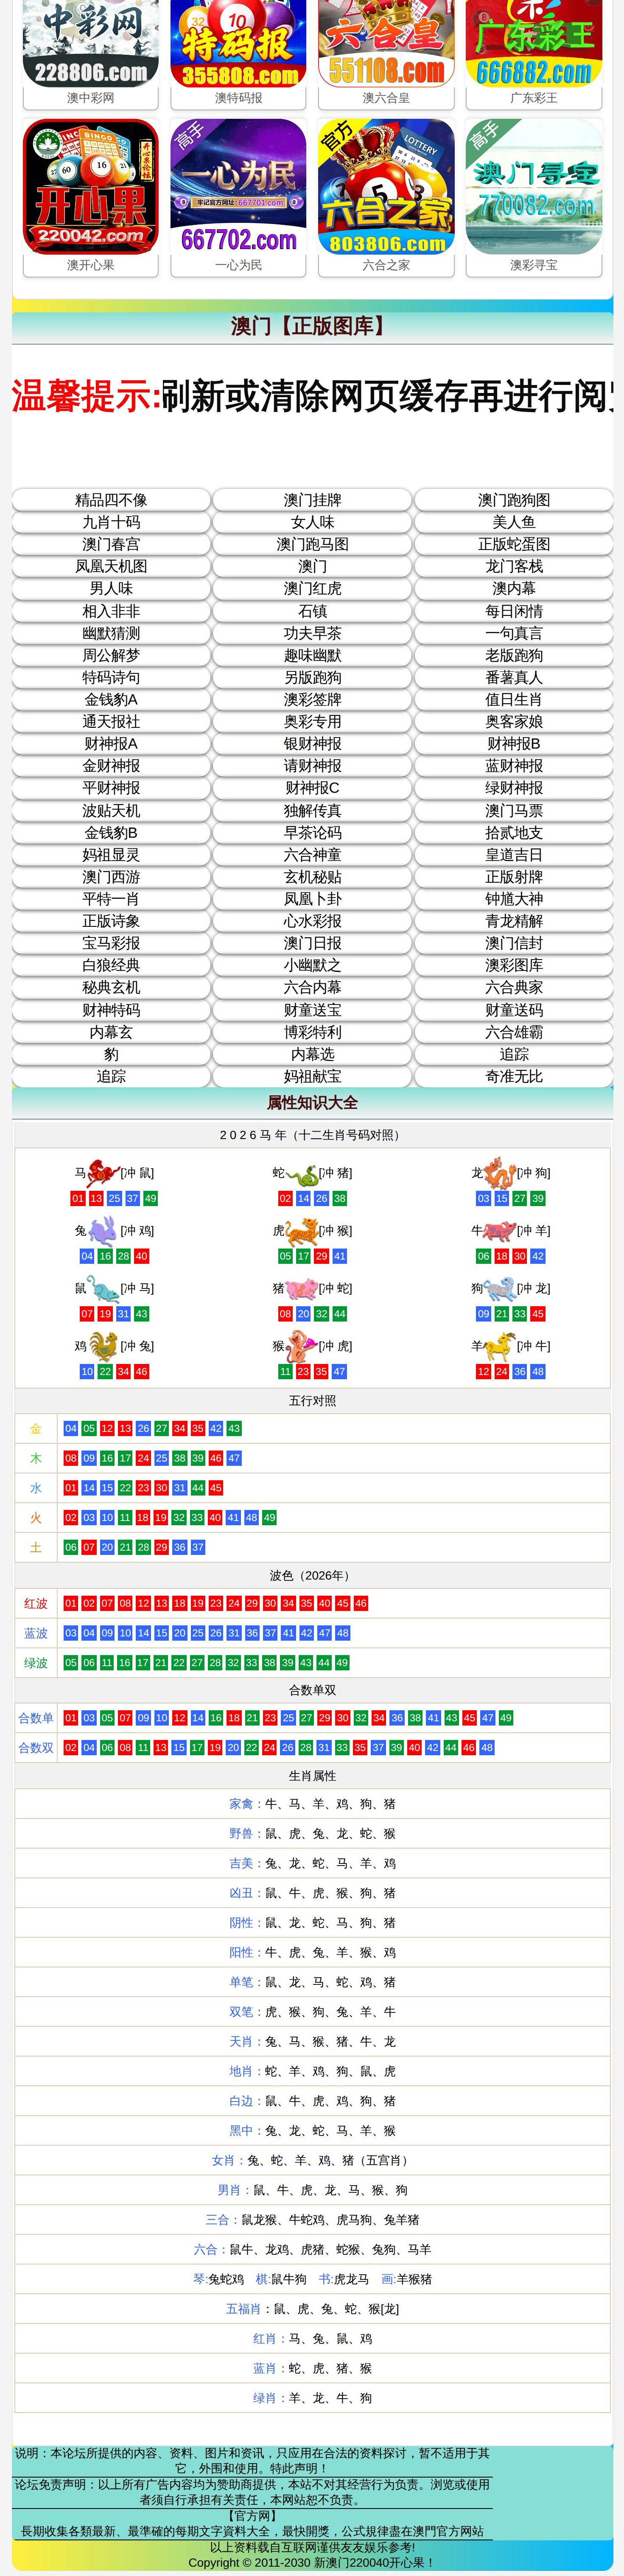 中彩网
228806.com
32
10
特码报
355808.com
六合皇
551108.com
8
广东彩王
666882.com
澳中彩网
澳特码报
澳六合皇
广东彩王
BINGO
27
60
16
开心果
220042.com
高手
一心为民
牢记官方网址:667701.com
667702.com
官方
LOTTERY
5
3
8
六合之家
803806.com
高手
澳门寻宝
770082.com
澳开心果
一心为民
六合之家
澳彩寻宝
澳门【正版图库】
温馨提示:刷新或清除网页缓存再进行阅
精品四不像 澳门挂牌 澳门跑狗图
九肖十码 女人味 美人鱼
澳门春宫 澳门跑马图 正版蛇蛋图
凤凰天机图 澳门 龙门客栈
男人味 澳门红虎 澳内幕
相入非非 石镇 每日闲情
幽默猜测 功夫早茶 一句真言
周公解梦 趣味幽默 老版跑狗
特码诗句 另版跑狗 番薯真人
金钱豹A 澳彩签牌 值日生肖
通天报社 奥彩专用 奥客家娘
财神报A 银财神报 财神报B
金财神报 请财神报 蓝财神报
平财神报 财神报C 绿财神报
波贴天机 独解传真 澳门马票
金钱豹B 早茶论码 拾贰地支
妈祖显灵 六合神童 皇道吉日
澳门西游 玄机秘贴 正版射牌
平特一肖 凤凰卜卦 钟馗大神
正版诗象 心水彩报 青龙精解
宝马彩报 澳门日报 澳门信封
白狼经典 小幽默之 澳彩图库
秘典玄机 六合内幕 六合典家
财神特码 财童送宝 财童送码
内幕玄 博彩特利 六合雄霸
豹 内幕选 追踪
追踪 妈祖献宝 奇准无比
属性知识大全
2 0 2 6 马 年（十二生肖号码对照）
马 [冲 鼠] 蛇 [冲 猪] 龙 [冲 狗]
01 13 25 37 49 02 14 26 38 03 15 27 39
兔 [冲 鸡] 虎 [冲 猴] 牛 [冲 羊]
04 16 28 40 05 17 29 41 06 18 30 42
鼠 [冲 马] 猪 [冲 蛇] 狗 [冲 龙]
07 19 31 43 08 20 32 44 09 21 33 45
鸡 [冲 兔] 猴 [冲 虎] 羊 [冲 牛]
10 22 34 46 11 23 35 47 12 24 36 48
五行对照
金 04 05 12 13 26 27 34 35 42 43
木 08 09 16 17 24 25 38 39 46 47
水 01 14 15 22 23 30 31 44 45
火 02 03 10 11 18 19 32 33 40 41 48 49
土 06 07 20 21 28 29 36 37
波色（2026年）
红波 01 02 07 08 12 13 18 19 23 24 29 30 34 35 40 45 46
蓝波 03 04 09 10 14 15 20 25 26 31 36 37 41 42 47 48
绿波 05 06 11 16 17 21 22 27 28 32 33 38 39 43 44 49
合数单双
合数单 01 03 05 07 09 10 12 14 16 18 21 23 25 27 29 30 32 34 36 38 41 43 45 47 49
合数双 02 04 06 08 11 13 15 17 19 20 22 24 26 28 31 33 35 37 39 40 42 44 46 48
生肖属性
家禽：牛、马、羊、鸡、狗、猪
野兽：鼠、虎、兔、龙、蛇、猴
吉美：兔、龙、蛇、马、羊、鸡
凶丑：鼠、牛、虎、猴、狗、猪
阴性：鼠、龙、蛇、马、狗、猪
阳性：牛、虎、兔、羊、猴、鸡
单笔：鼠、龙、马、蛇、鸡、猪
双笔：虎、猴、狗、兔、羊、牛
天肖：兔、马、猴、猪、牛、龙
地肖：蛇、羊、鸡、狗、鼠、虎
白边：鼠、牛、虎、鸡、狗、猪
黑中：兔、龙、蛇、马、羊、猴
女肖：兔、蛇、羊、鸡、猪（五宫肖）
男肖：鼠、牛、虎、龙、马、猴、狗
三合：鼠龙猴、牛蛇鸡、虎马狗、兔羊猪
六合：鼠牛、龙鸡、虎猪、蛇猴、兔狗、马羊
琴:兔蛇鸡 棋:鼠牛狗 书:虎龙马 画:羊猴猪
五福肖：鼠、虎、兔、蛇、猴[龙]
红肖：马、兔、鼠、鸡
蓝肖：蛇、虎、猪、猴
绿肖：羊、龙、牛、狗
说明：本论坛所提供的内容、资料、图片和资讯，只应用在合法的资料探讨，暂不适用于其
它，外围和使用。特此声明！
论坛免责声明：以上所有广告内容均为赞助商提供，本站不对其经营行为负责。浏览或使用
者须自行承担有关责任，本网站恕不负责。
【官方网】
長期收集各類最新、最準確的每期文字資料大全，最快開獎，公式規律盡在澳門官方网站
以上资料载自互联网谨供友友娱乐参考!
Copyright © 2011-2030 新澳门220040开心果！